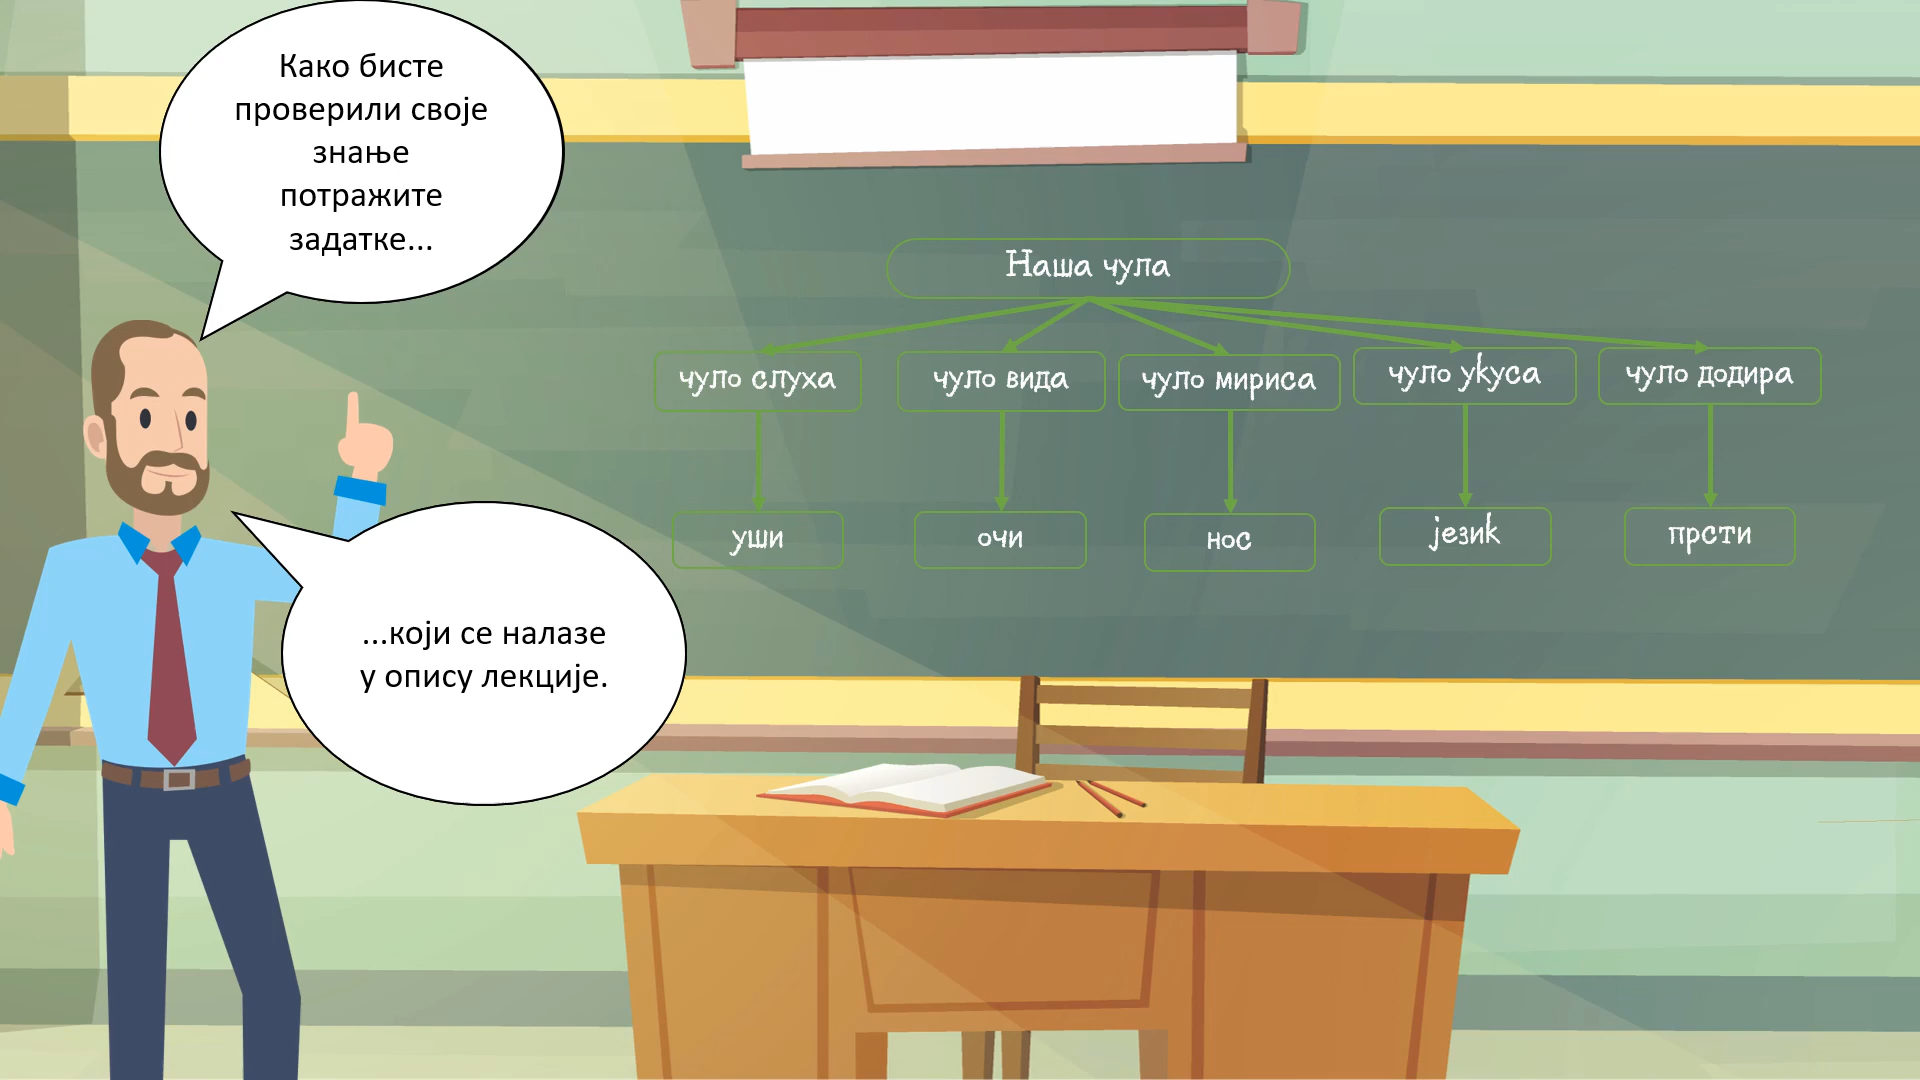 Како бисте
проверили своје
знање
потражите
задатке...
...који се налазе
у опису лекције.
Наша чула
чуло слуха
чуло вида
чуло мириса
чуло укуса
чуло додира
уши
очи
нос
језик
прсти